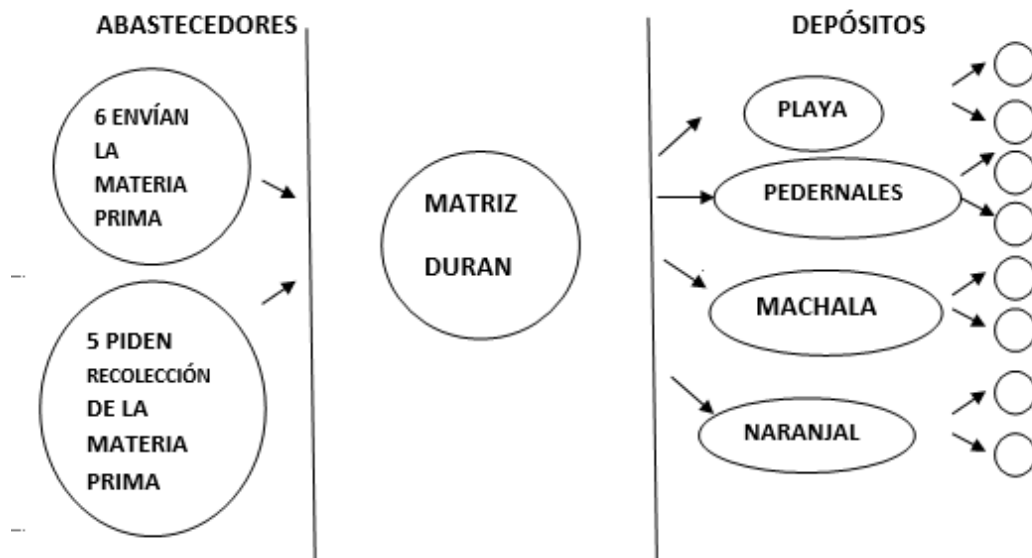 ABASTECEDORES
6 ENVÍAN
LA
MATERIA
PRIMA
5 PIDEN
RECOLECCIÓN
DE LA
MATERIA
PRIMA
MATRIZ
DURAN
DEPÓSITOS
PLAYA
PEDERNALES
MACHALA
NARANJAL